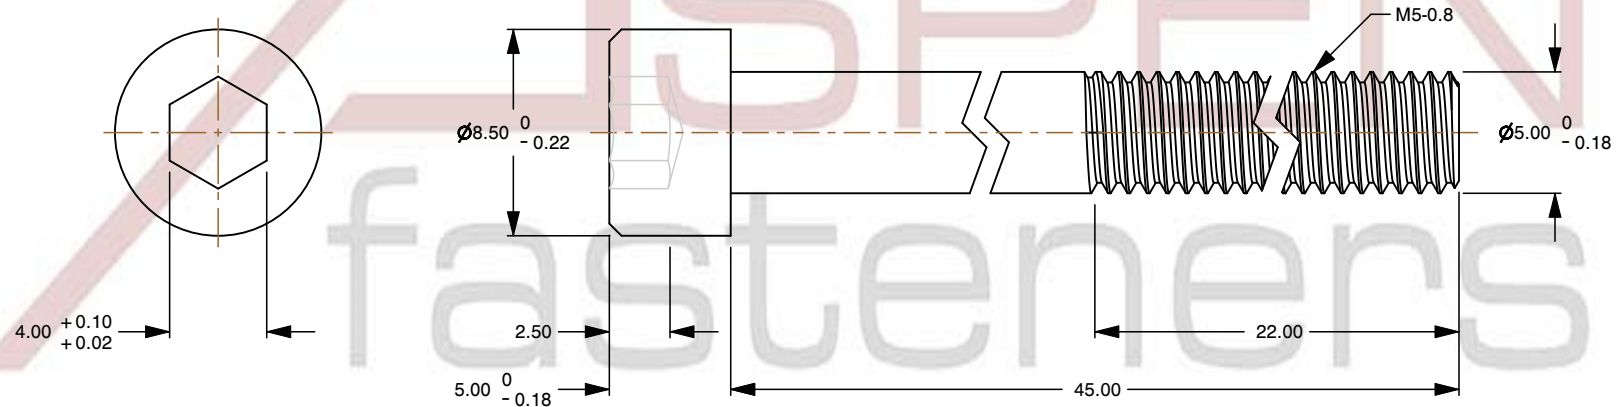 ASPEN
fasteners
M5-0.8
Ø8.50 0 -0.22
Ø5.00 0 -0.18
4.00 +0.10 +0.02
2.50
22.00
5.00 0 -0.18
45.00